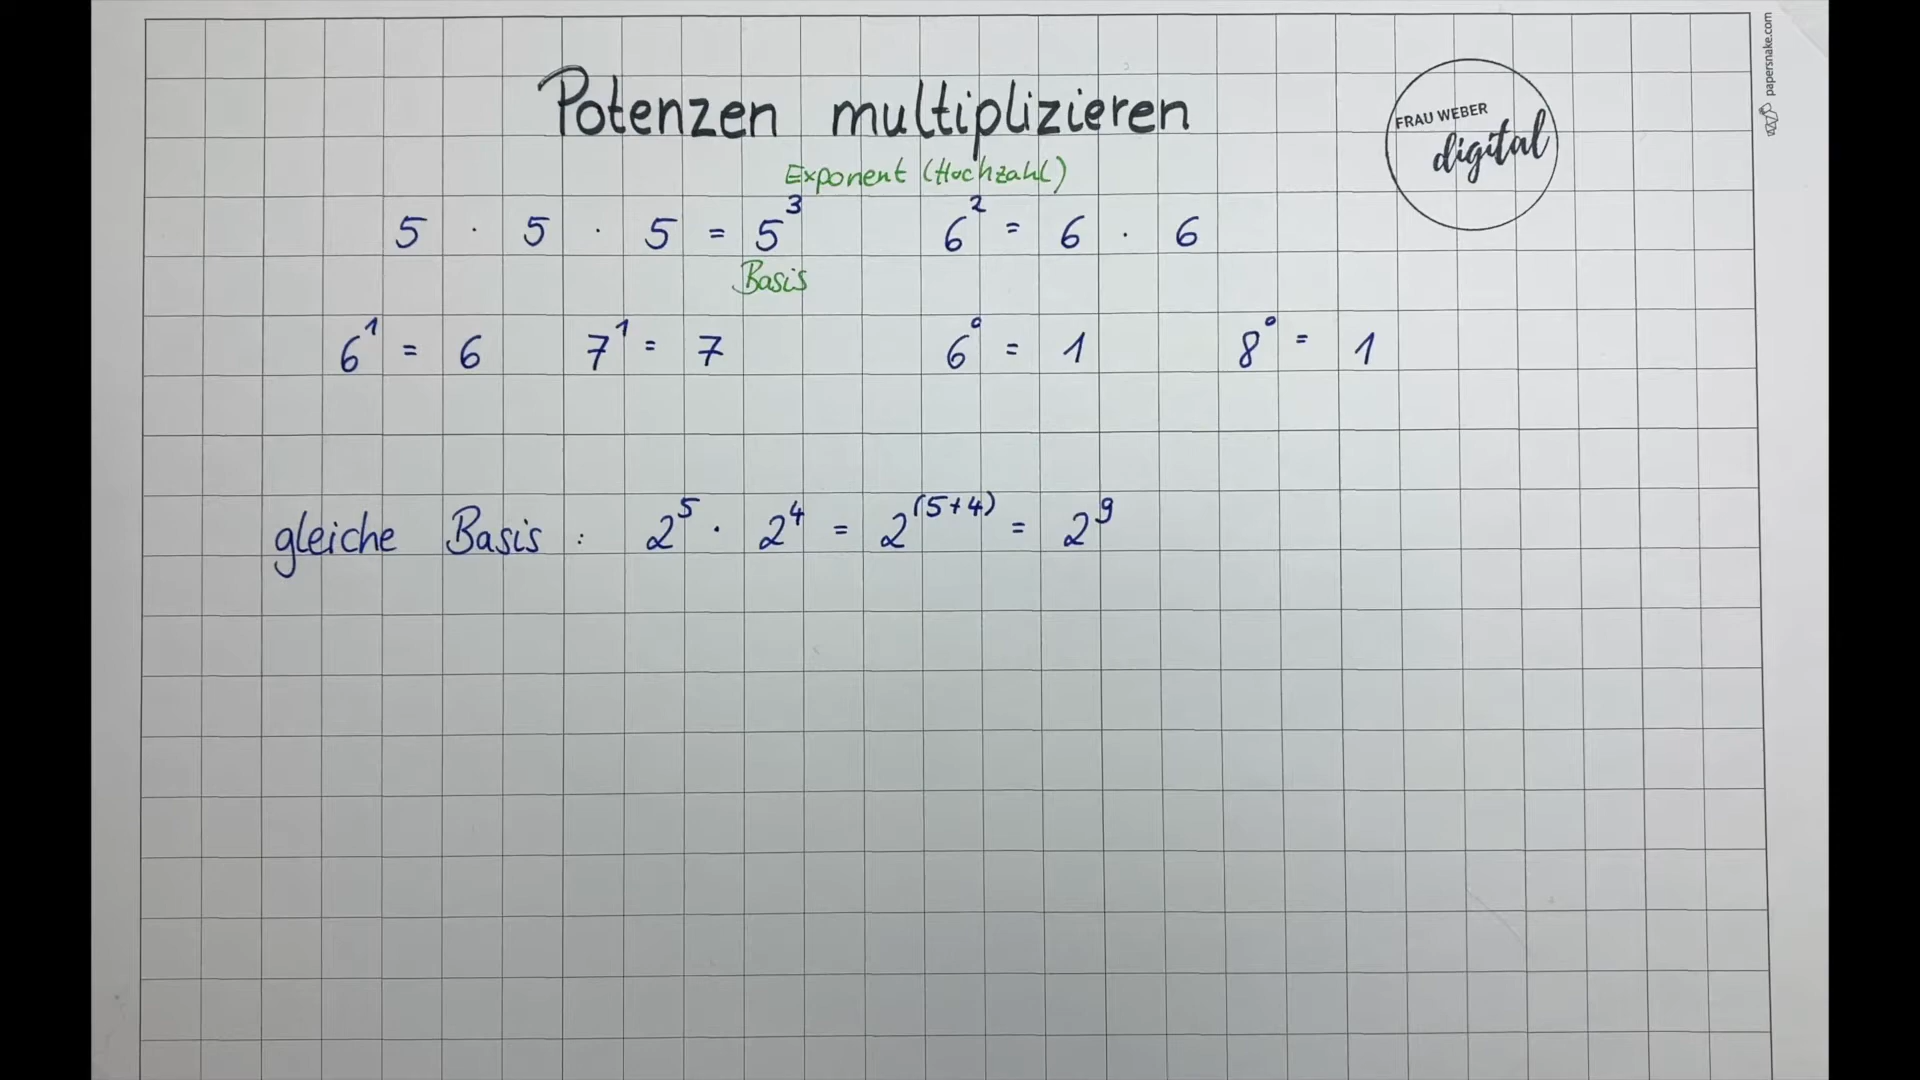 Potenzen multiplizieren
FRAU WEBER
digital
papersnake.com
Exponent (Hochzahl)
5 · 5 · 5 = 5³ 6² = 6 · 6
Basis
6¹ = 6 7¹ = 7 6⁰ = 1 8⁰ = 1
gleiche Basis : 2⁵ · 2⁴ = 2⁽⁵⁺⁴⁾ = 2⁹